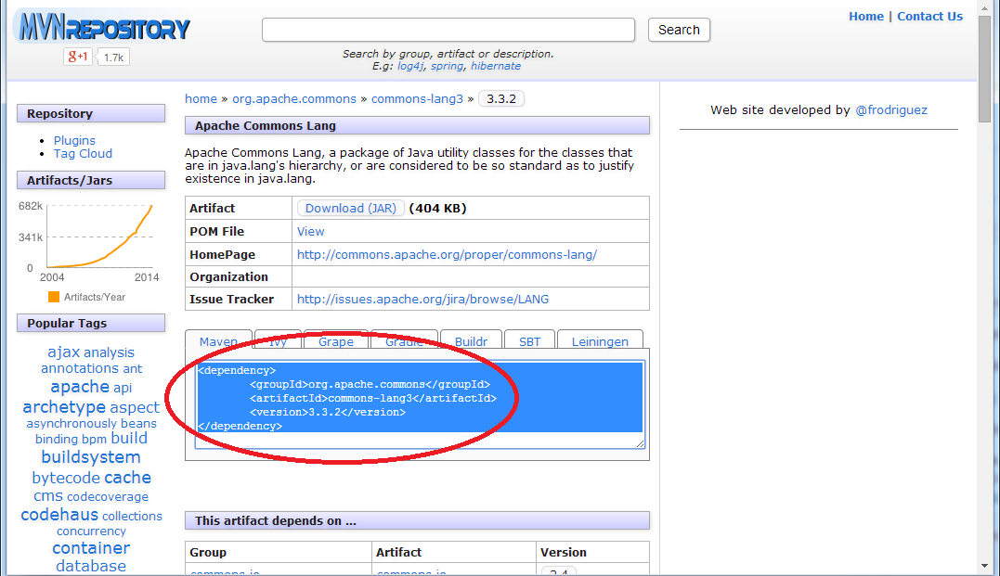 MVNREPOSITORY
g+1 1.7k
Search
Search by group, artifact or description.
E.g: log4j, spring, hibernate
Home | Contact Us
Repository
Plugins
Tag Cloud
Artifacts/Jars
682k
341k
0
2004 2014
Artifacts/Year
Popular Tags
ajax analysis
annotations ant
apache api
archetype aspect
asynchronously beans
binding bpm build
buildsystem
bytecode cache
cms codecoverage
codehaus collections
concurrency
container
database
home » org.apache.commons » commons-lang3 » 3.3.2
Apache Commons Lang
Apache Commons Lang, a package of Java utility classes for the classes that
are in java.lang's hierarchy, or are considered to be so standard as to justify
existence in java.lang.
Artifact Download (JAR) (404 KB)
POM File View
HomePage http://commons.apache.org/proper/commons-lang/
Organization
Issue Tracker http://issues.apache.org/jira/browse/LANG
Maven Ivy Grape Gradle Buildr SBT Leiningen
<dependency>
<groupId>org.apache.commons</groupId>
<artifactId>commons-lang3</artifactId>
<version>3.3.2</version>
</dependency>
This artifact depends on ...
Group Artifact Version
commons-io commons-io 2.4
Web site developed by @frodriguez